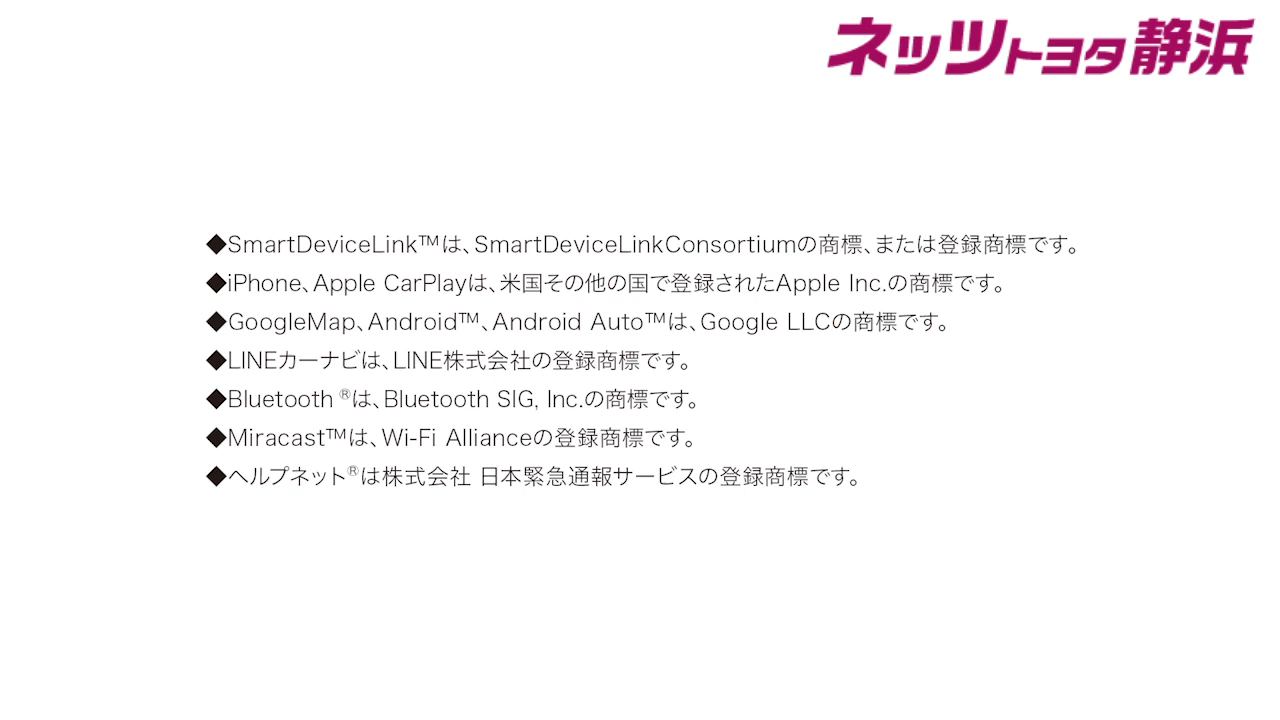 ネッツトヨタ静浜
◆SmartDeviceLink™は、SmartDeviceLinkConsortiumの商標、または登録商標です。
◆iPhone、Apple CarPlayは、米国その他の国で登録されたApple Inc.の商標です。
◆GoogleMap、Android™、Android Auto™は、Google LLCの商標です。
◆LINEカーナビは、LINE株式会社の登録商標です。
◆Bluetooth ®は、Bluetooth SIG, Inc.の商標です。
◆Miracast™は、Wi-Fi Allianceの登録商標です。
◆ヘルプネット®は株式会社 日本緊急通報サービスの登録商標です。